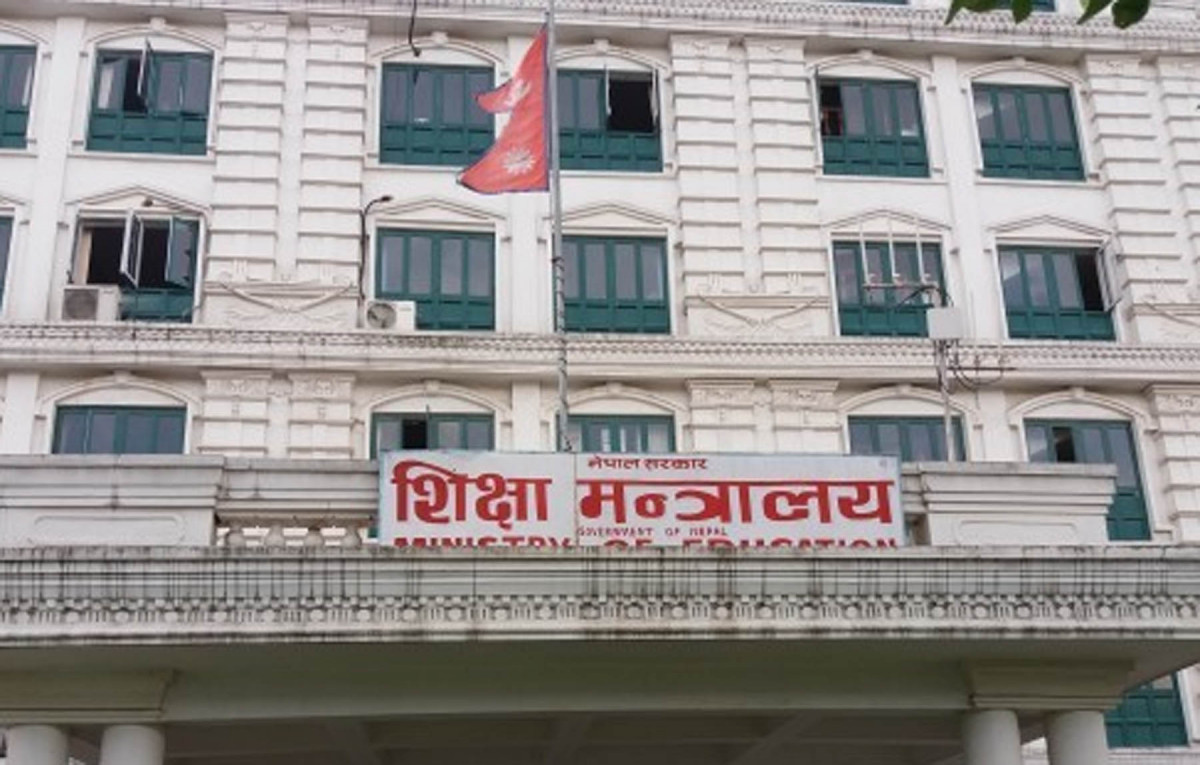 नेपाल सरकार
शिक्षा मन्त्रालय
GOVERNMENT OF NEPAL
MINISTRY OF EDUCATION